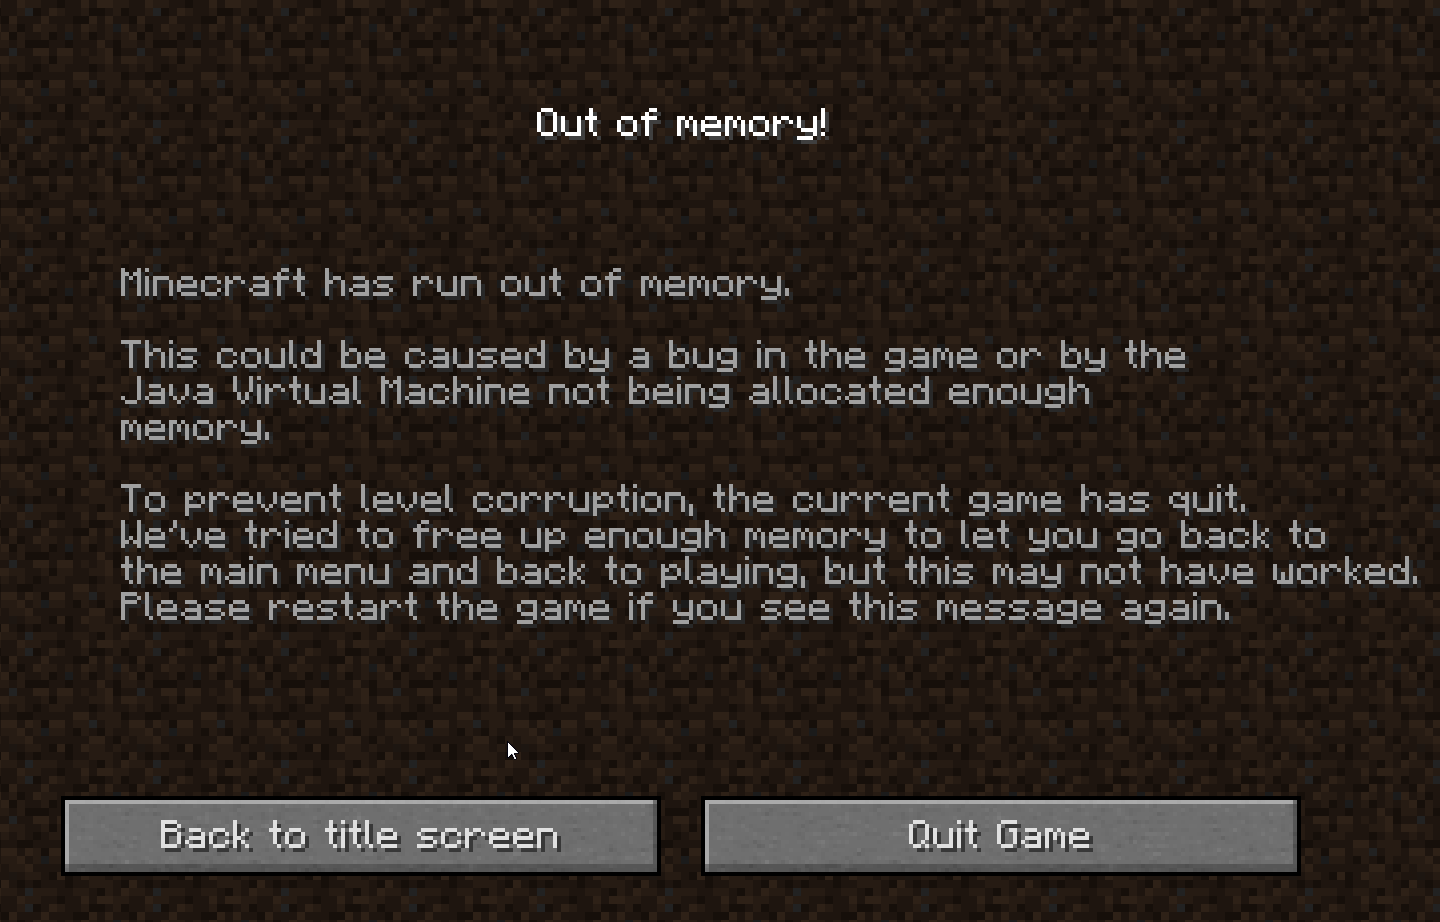 Out of memory!
Minecraft has run out of memory.
This could be caused by a bug in the game or by the
Java Virtual Machine not being allocated enough
memory.
To prevent level corruption, the current game has quit.
We've tried to free up enough memory to let you go back to
the main menu and back to playing, but this may not have worked.
Please restart the game if you see this message again.
Back to title screen
Quit Game